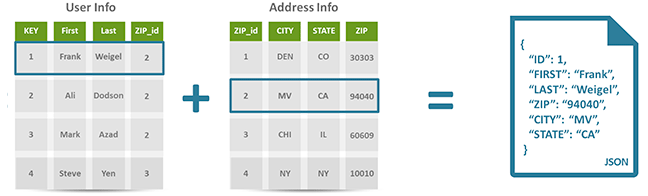 User Info
KEY First Last ZIP_id
1 Frank Weigel 2
2 Ali Dodson 2
3 Mark Azad 2
4 Steve Yen 3
+
Address Info
ZIP_id CITY STATE ZIP
1 DEN CO 30303
2 MV CA 94040
3 CHI IL 60609
4 NY NY 10010
=
{
“ID”: 1,
“FIRST”: “Frank”,
“LAST”: “Weigel”,
“ZIP”: “94040”,
“CITY”: “MV”,
“STATE”: “CA”
}
JSON